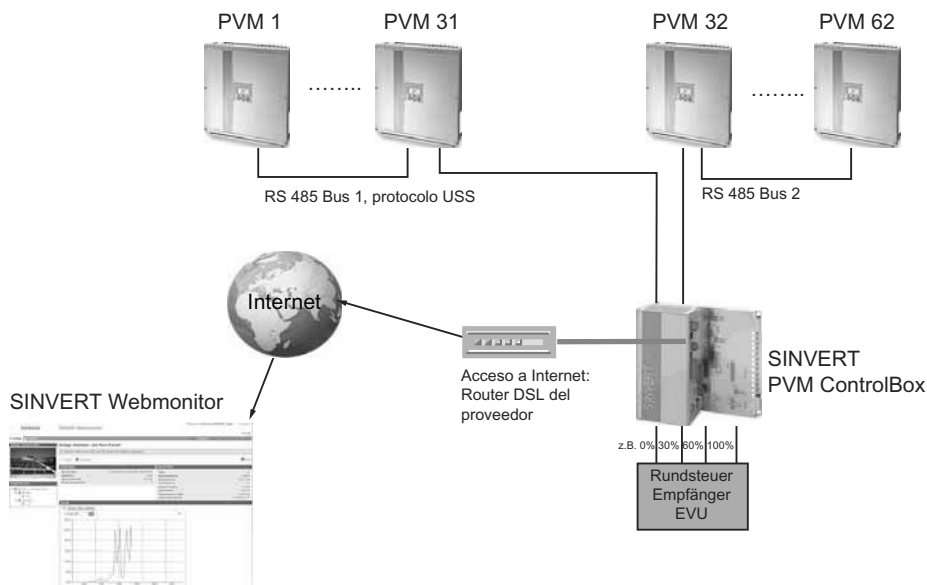 PVM 1
PVM 31
PVM 32
PVM 62
........
........
RS 485 Bus 1, protocolo USS
RS 485 Bus 2
Internet
SINVERT
SINVERT
PVM ControlBox
Acceso a Internet:
Router DSL del
proveedor
SINVERT Webmonitor
z.B. 0% 30% 60% 100%
Rundsteuer
Empfänger
EVU